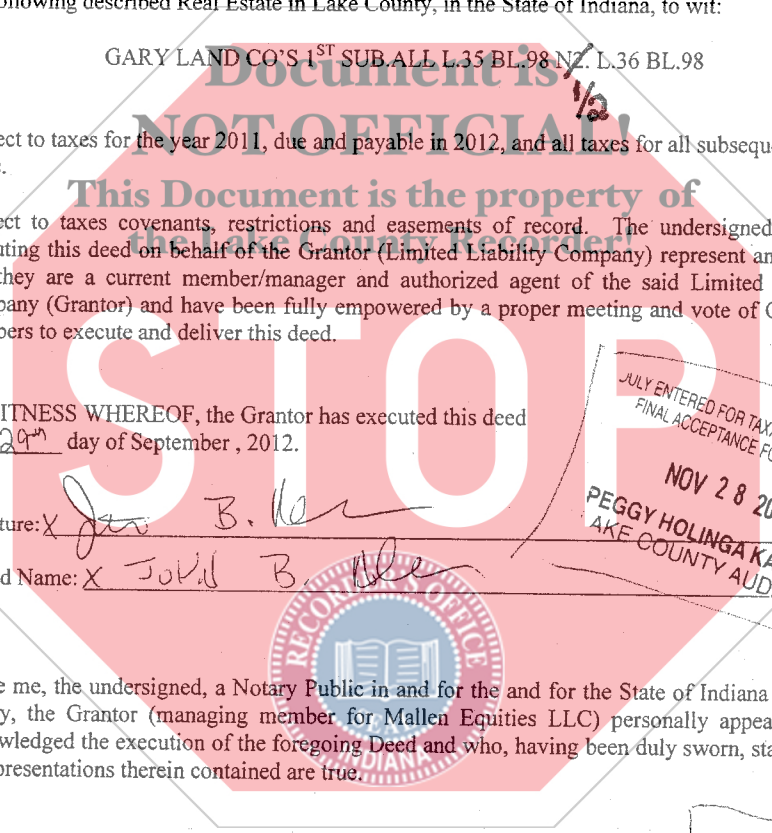 ollowing described Real Estate in Lake County, in the State of Indiana, to wit:
GARY LAND CO'S 1ST SUB.ALL L.35 BL.98 N2. L.36 BL.98
1/2
Document is
NOT OFFICIAL!
This Document is the property of
the Lake County Recorder!
ect to taxes for the year 2011, due and payable in 2012, and all taxes for all subsequ
ect to taxes covenants, restrictions and easements of record. The undersigned
uting this deed on behalf of the Grantor (Limited Liability Company) represent an
they are a current member/manager and authorized agent of the said Limited
pany (Grantor) and have been fully empowered by a proper meeting and vote of
bers to execute and deliver this deed.
STOP
ITNESS WHEREOF, the Grantor has executed this deed
29th day of September , 2012.
ture: X B.
d Name: X B.
JULY ENTERED FOR TAXA
FINAL ACCEPTANCE FO
NOV 28 20
PEGGY HOLINGA KA
AKE COUNTY AUD
RECORDER'S OFFICE
INDIANA
e me, the undersigned, a Notary Public in and for the and for the State of Indiana
y, the Grantor (managing member for Mallen Equities LLC) personally appea
wledged the execution of the foregoing Deed and who, having been duly sworn, sta
presentations therein contained are true.